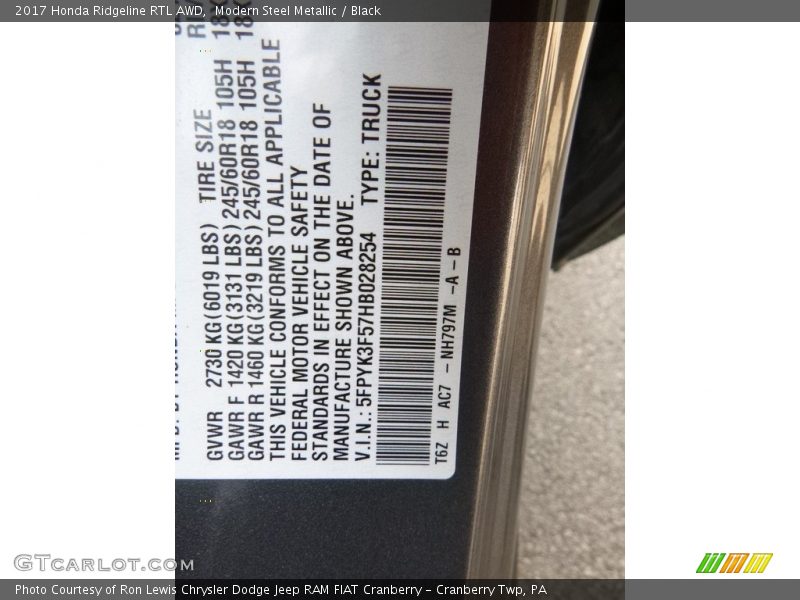 2017 Honda Ridgeline RTL AWD,  Modern Steel Metallic / Black
GVWR 2730 KG (6019 LBS) TIRE SIZE
GAWR F 1420 KG (3131 LBS) 245/60R18 105H
GAWR R 1460 KG (3219 LBS) 245/60R18 105H
THIS VEHICLE CONFORMS TO ALL APPLICABLE
FEDERAL MOTOR VEHICLE SAFETY
STANDARDS IN EFFECT ON THE DATE OF
MANUFACTURE SHOWN ABOVE.
V.I.N.: 5FPYK3F57HB028254 TYPE: TRUCK
T6Z H AC7 – NH797M –A – B
GTCARLOT.COM
Photo Courtesy of Ron Lewis Chrysler Dodge Jeep RAM FIAT Cranberry – Cranberry Twp, PA